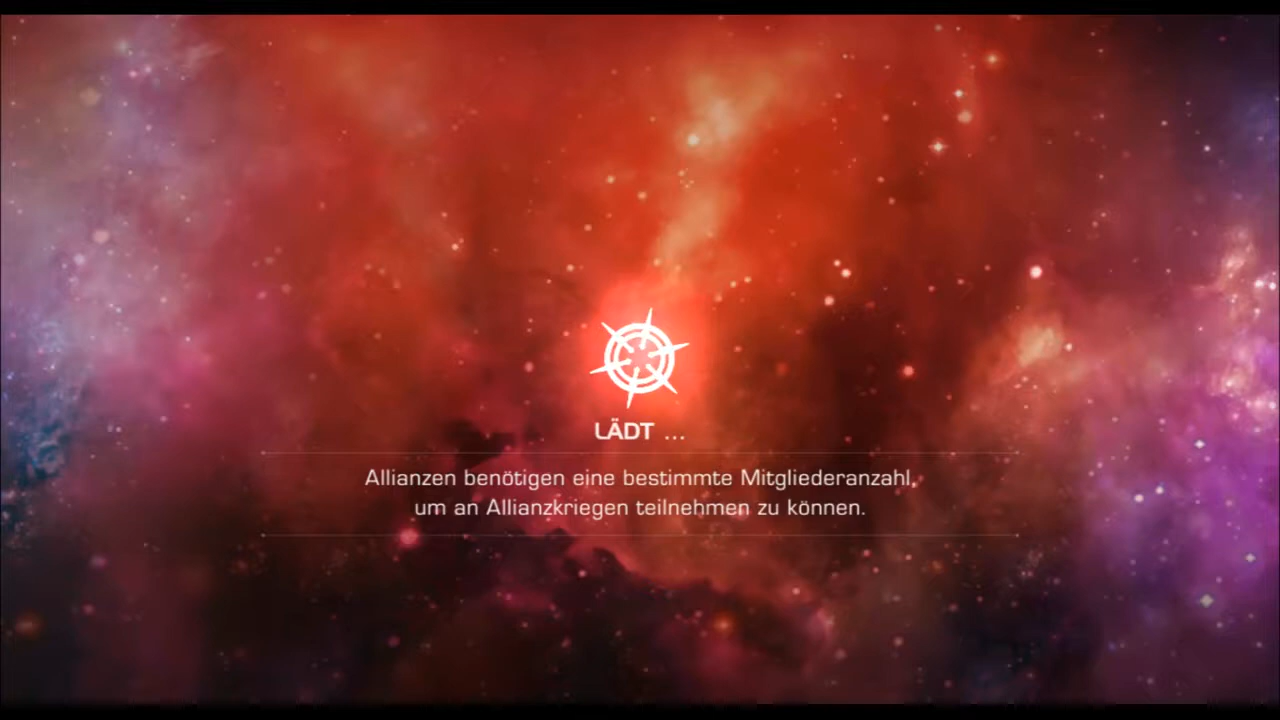 LÄDT ...
Allianzen benötigen eine bestimmte Mitgliederanzahl,
um an Allianzkriegen teilnehmen zu können.